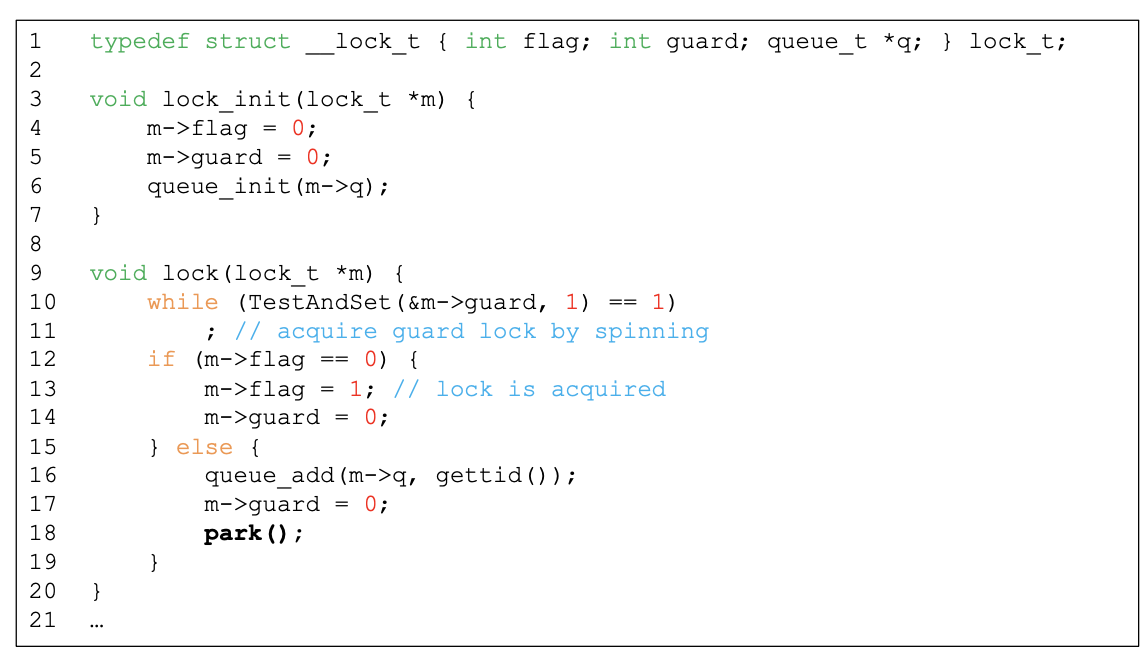 1 typedef struct __lock_t { int flag; int guard; queue_t *q; } lock_t;
2
3 void lock_init(lock_t *m) {
4     m->flag = 0;
5     m->guard = 0;
6     queue_init(m->q);
7 }
8
9 void lock(lock_t *m) {
10     while (TestAndSet(&m->guard, 1) == 1)
11         ; // acquire guard lock by spinning
12     if (m->flag == 0) {
13         m->flag = 1; // lock is acquired
14         m->guard = 0;
15     } else {
16         queue_add(m->q, gettid());
17         m->guard = 0;
18         park();
19     }
20 }
21 …